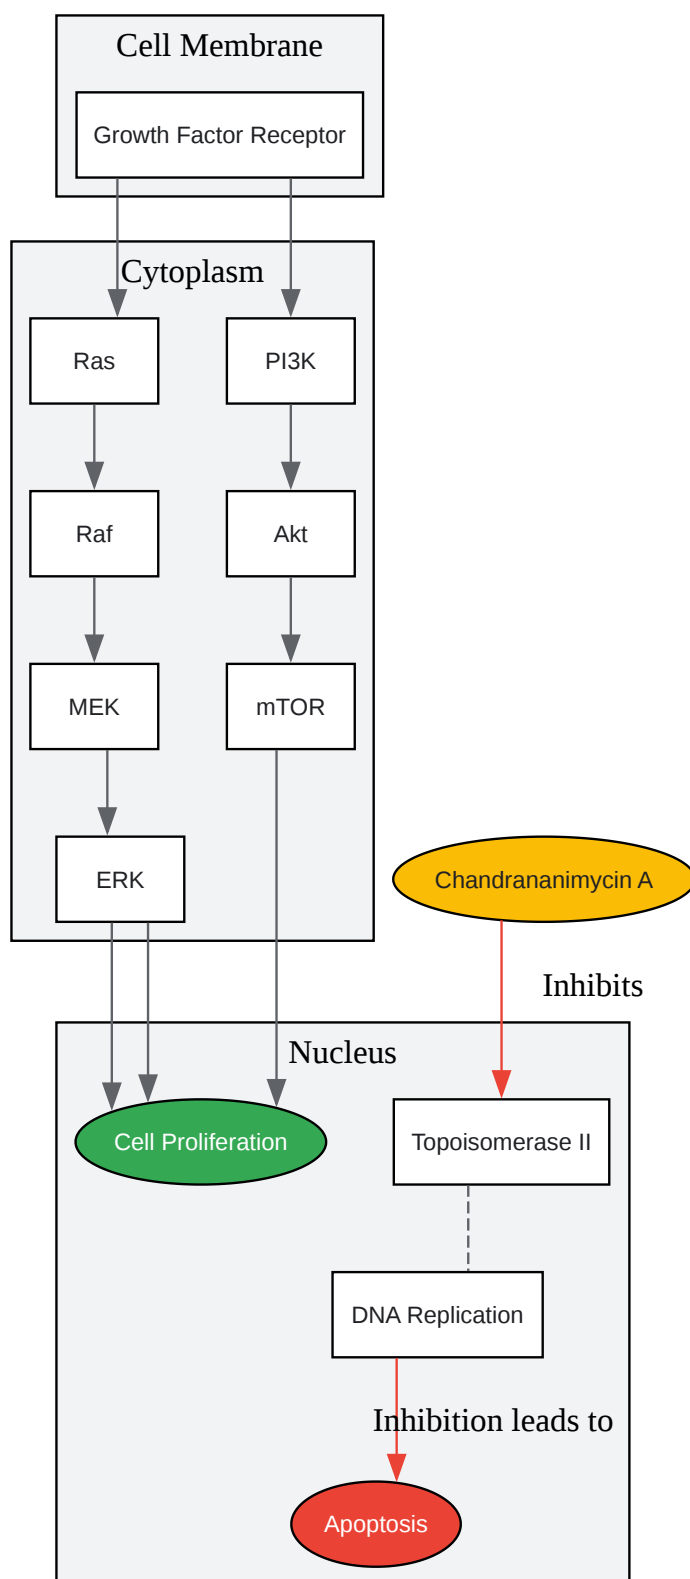 Cell Membrane
Growth Factor Receptor
Cytoplasm
Ras
PI3K
Raf
Akt
MEK
mTOR
ERK
Chandrananimycin A
Inhibits
Nucleus
Cell Proliferation
Topoisomerase II
DNA Replication
Inhibition leads to
Apoptosis